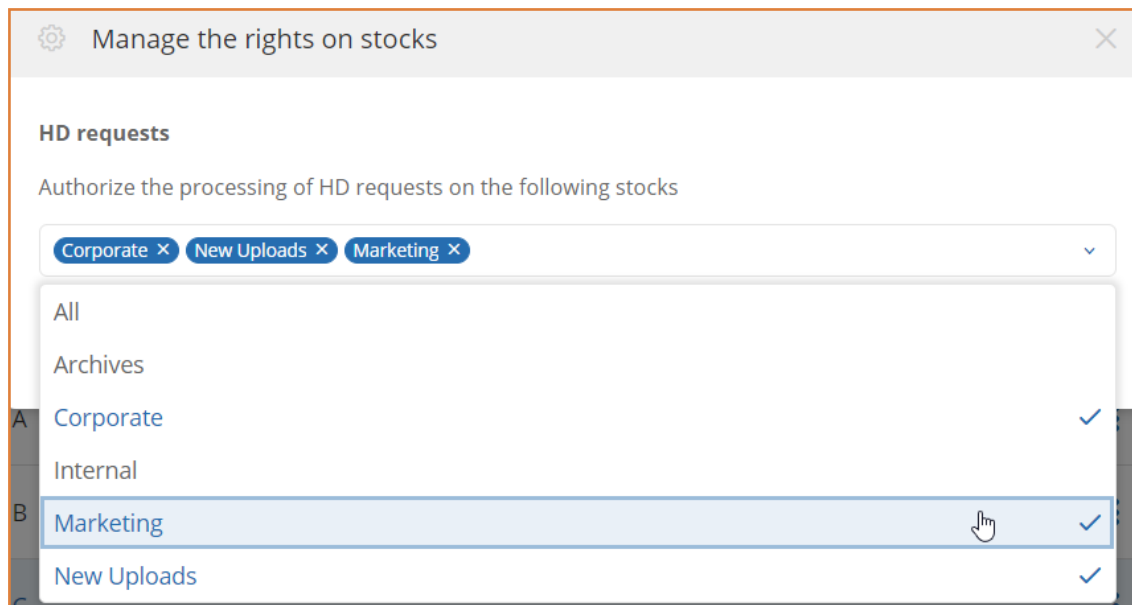 Manage the rights on stocks
HD requests
Authorize the processing of HD requests on the following stocks
Corporate × New Uploads × Marketing ×
All
Archives
A
Corporate
Internal
B
Marketing
New Uploads